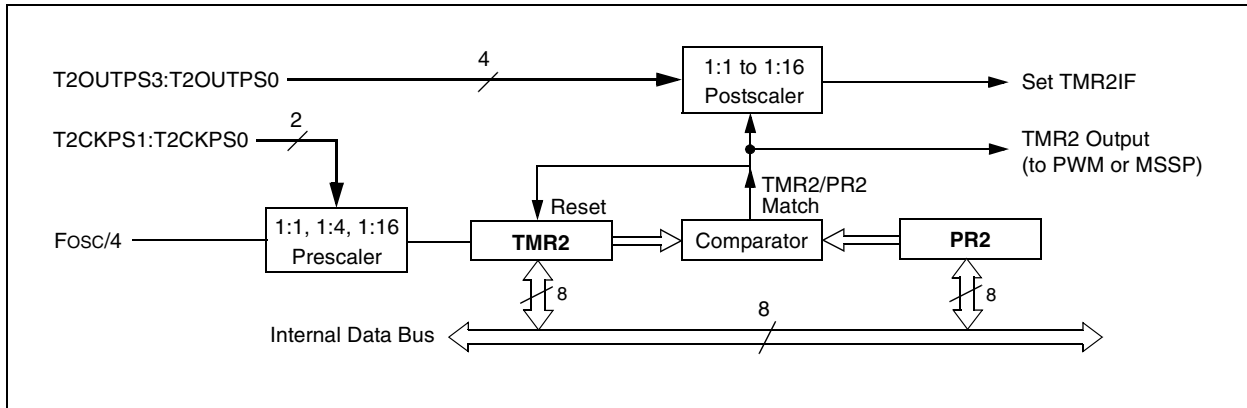 T2OUTPS3:T2OUTPS0
4
1:1 to 1:16
Postscaler
Set TMR2IF
T2CKPS1:T2CKPS0
2
TMR2 Output
(to PWM or MSSP)
TMR2/PR2
Match
Reset
FOSC/4
1:1, 1:4, 1:16
Prescaler
TMR2
Comparator
PR2
8
8
Internal Data Bus
8